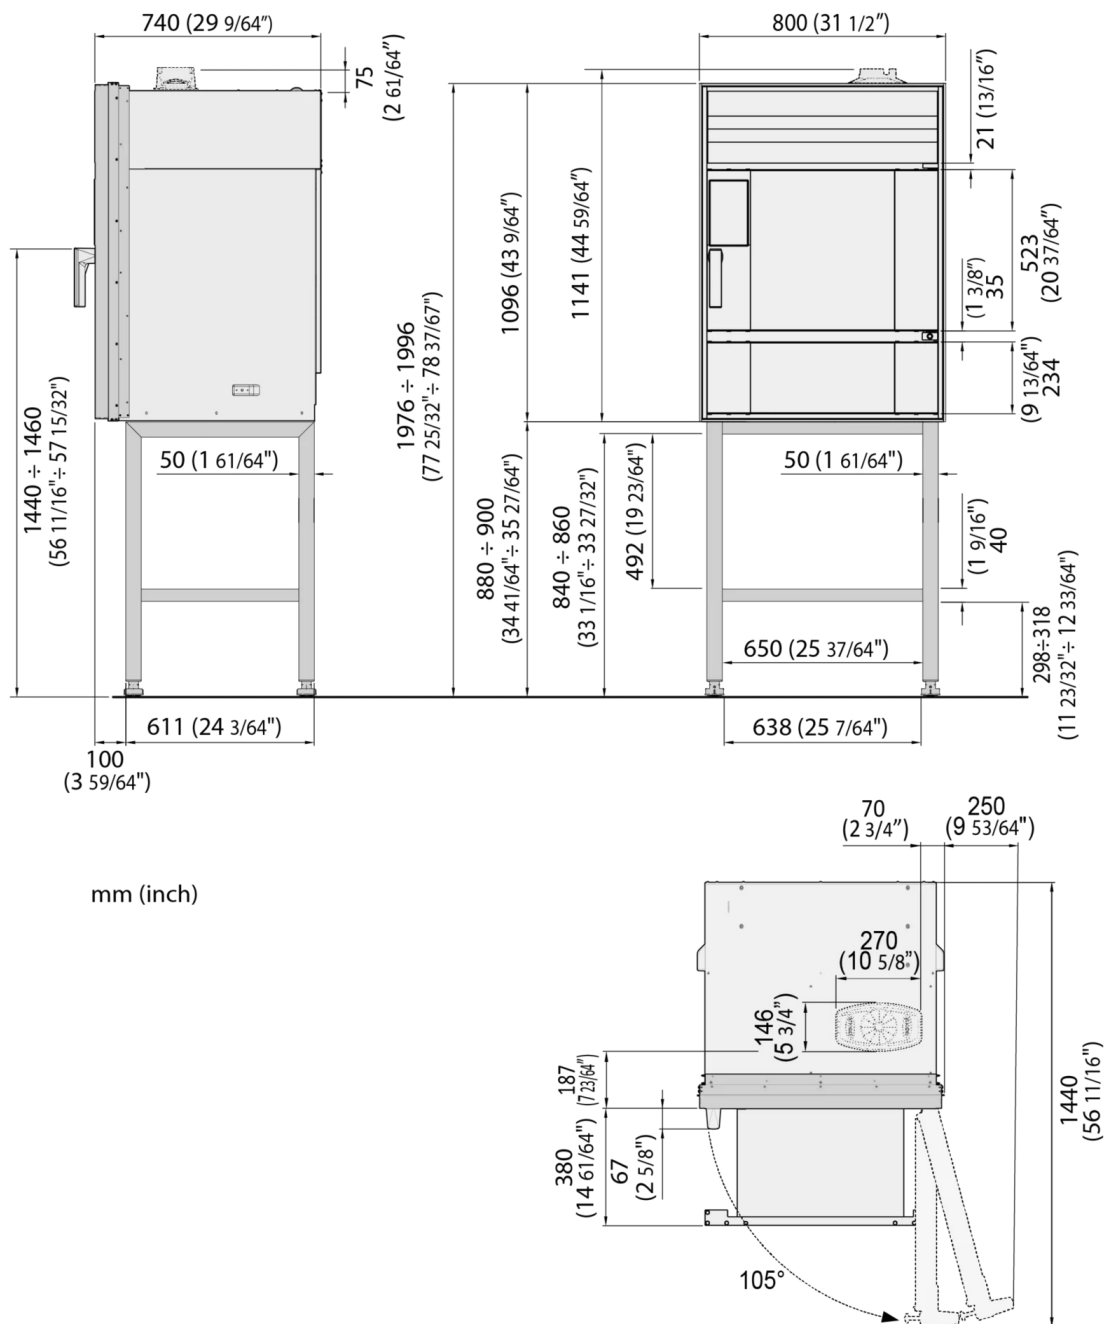 740 (29 9/64”)
75
(2 61/64”)
800 (31 1/2”)
21 (13/16”)
1096 (43 9/64”)
1141 (44 59/64”)
523
(20 37/64”)
(1 3/8”)
35
(9 13/64")
234
1976 ÷ 1996
(77 25/32"÷ 78 37/67")
1440 ÷ 1460
(56 11/16"÷ 57 15/32")
50 (1 61/64")
50 (1 61/64")
880 ÷ 900
(34 41/64"÷ 35 27/64")
840 ÷ 860
(33 1/16"÷ 33 27/32")
492 (19 23/64")
(1 9/16")
40
298÷318
(11 23/32"÷ 12 33/64")
650 (25 37/64")
611 (24 3/64")
638 (25 7/64")
100
(3 59/64")
70
(2 3/4”)
250
(9 53/64")
mm (inch)
270
(10 5/8”)
146
(5 3/4”)
187
(7 23/64”)
1440
(56 11/16")
380
(14 61/64")
67
(2 5/8")
105°